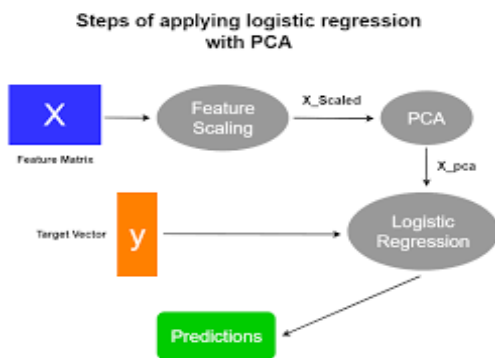 Steps of applying logistic regression
with PCA
X
Feature Matrix
Feature
Scaling
X_Scaled
PCA
X_pca
Target Vector
y
Logistic
Regression
Predictions